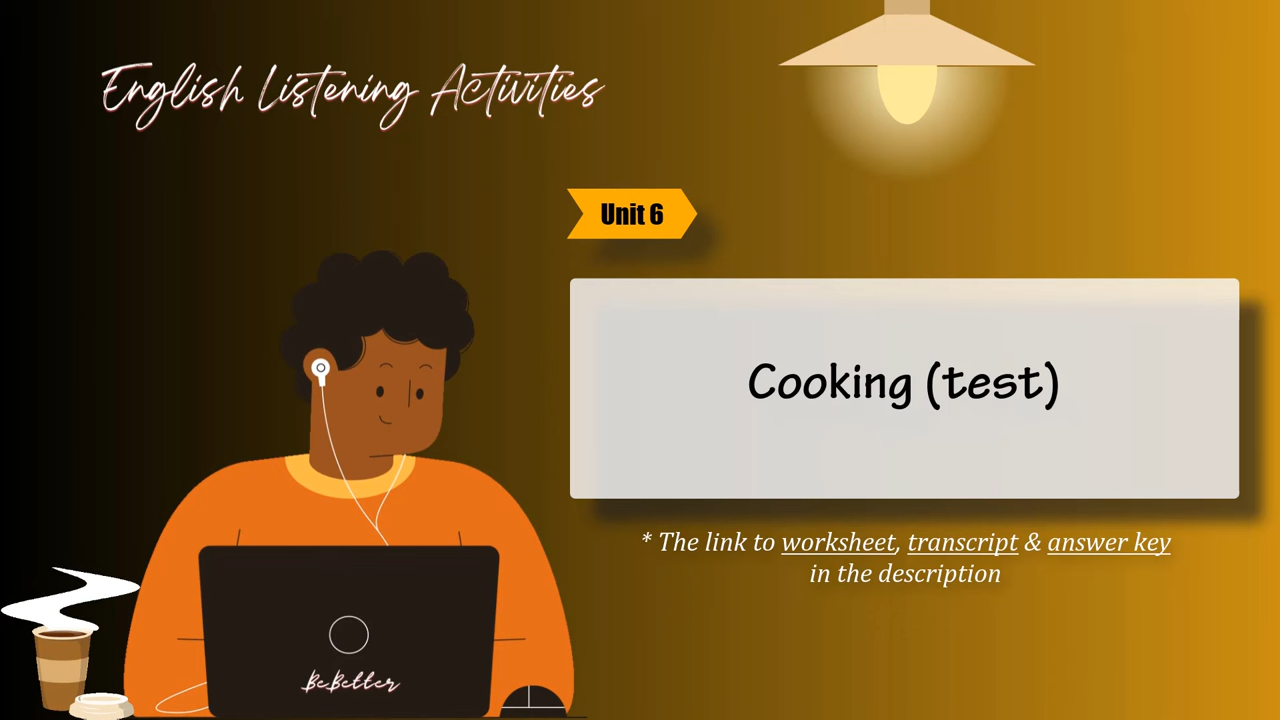 English Listening Activities
Unit 6
Cooking (test)
* The link to worksheet, transcript & answer key
in the description
BeBetter